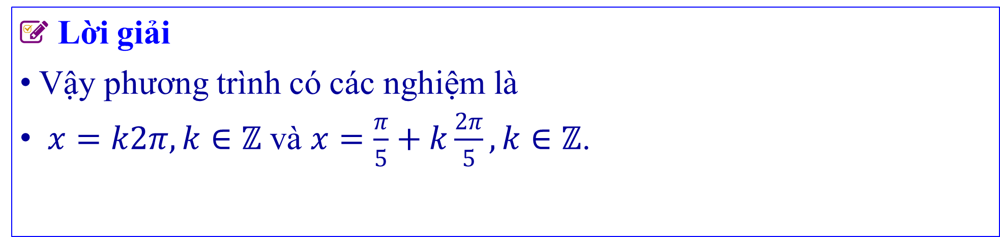 Lời giải
• Vậy phương trình có các nghiệm là
• x = k2π, k ∈ ℤ và x = π/5 + k 2π/5, k ∈ ℤ.